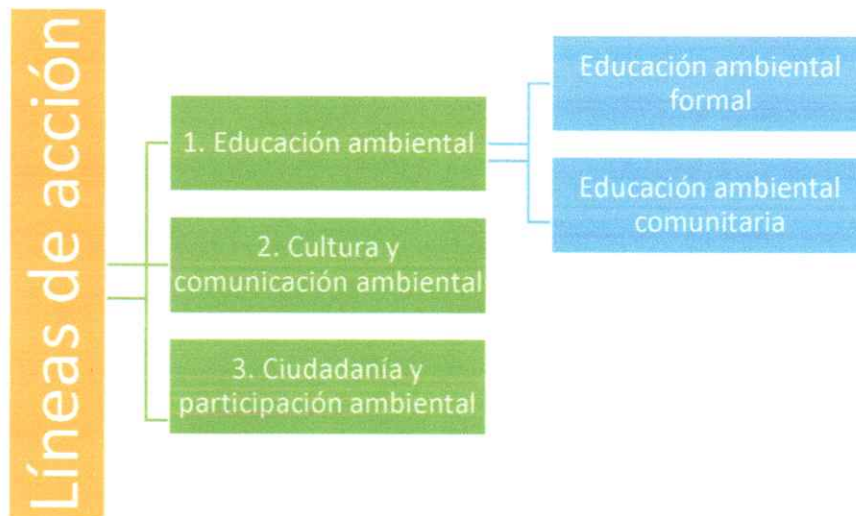 Líneas de acción
1. Educación ambiental
Educación ambiental
formal
Educación ambiental
comunitaria
2. Cultura y
comunicación ambiental
3. Ciudadanía y
participación ambiental